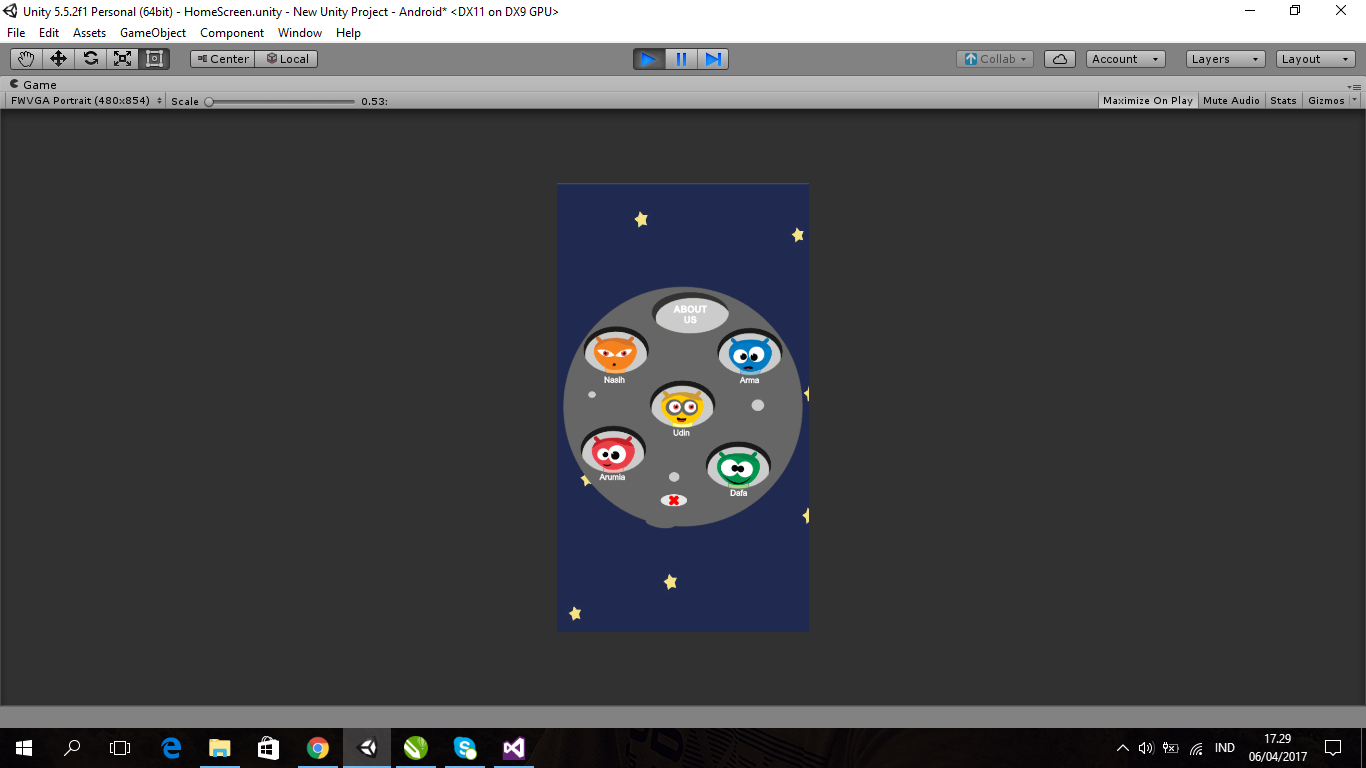 Unity 5.5.2f1 Personal (64bit) - HomeScreen.unity - New Unity Project - Android* <DX11 on DX9 GPU>
File Edit Assets GameObject Component Window Help
Center Local Collab Account Layers Layout
Game
FWVGA Portrait (480x854) Scale 0.53: Maximize On Play Mute Audio Stats Gizmos
ABOUT
US
Nasih
Arma
Udin
Arumia
Dafa
IND
17.29
06/04/2017